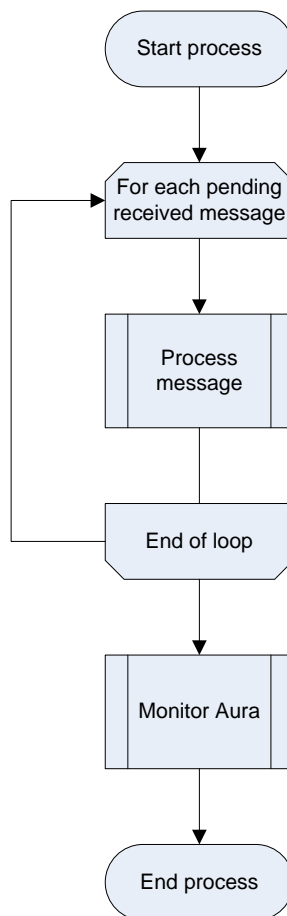 Start process
For each pending
received message
Process
message
End of loop
Monitor Aura
End process